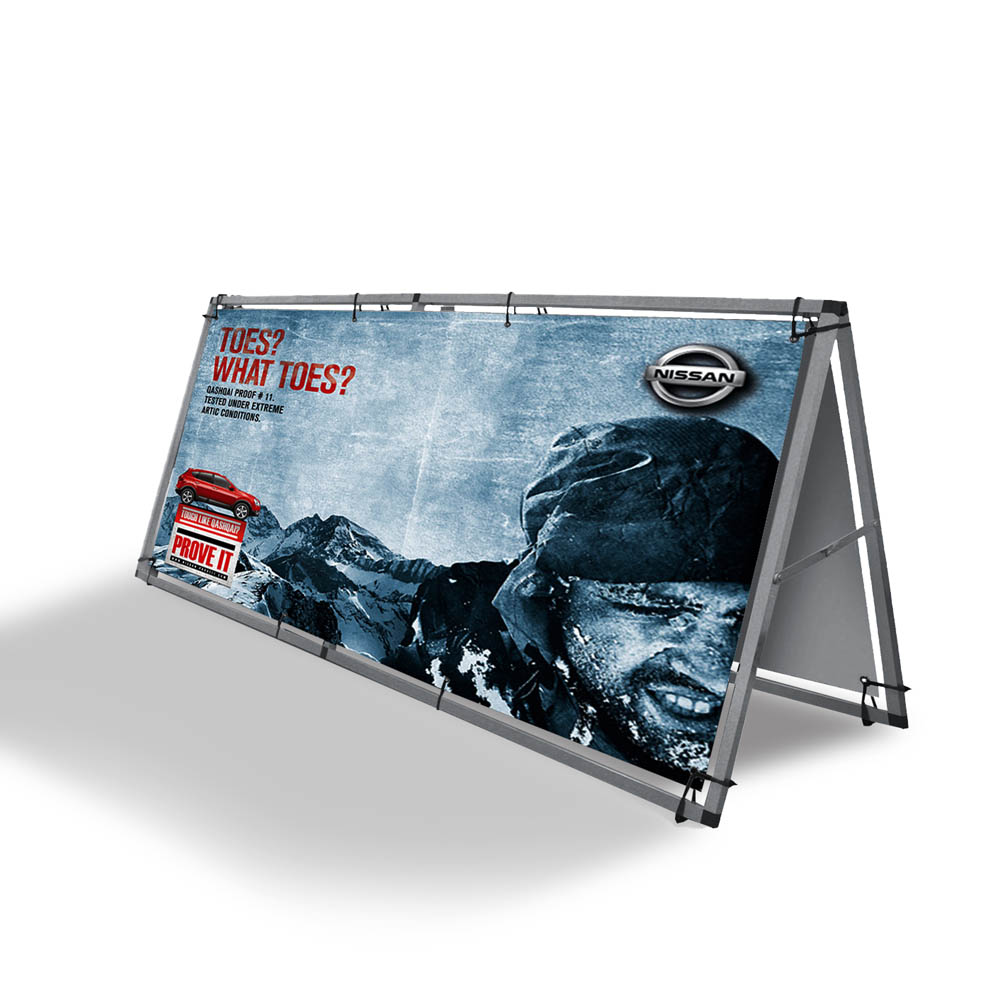 TOES?
WHAT TOES?
QASHQAI PROOF # 11.
TESTED UNDER EXTREME
ARTIC CONDITIONS.
NISSAN
TOUGH LIKE QASHQAI?
PROVE IT